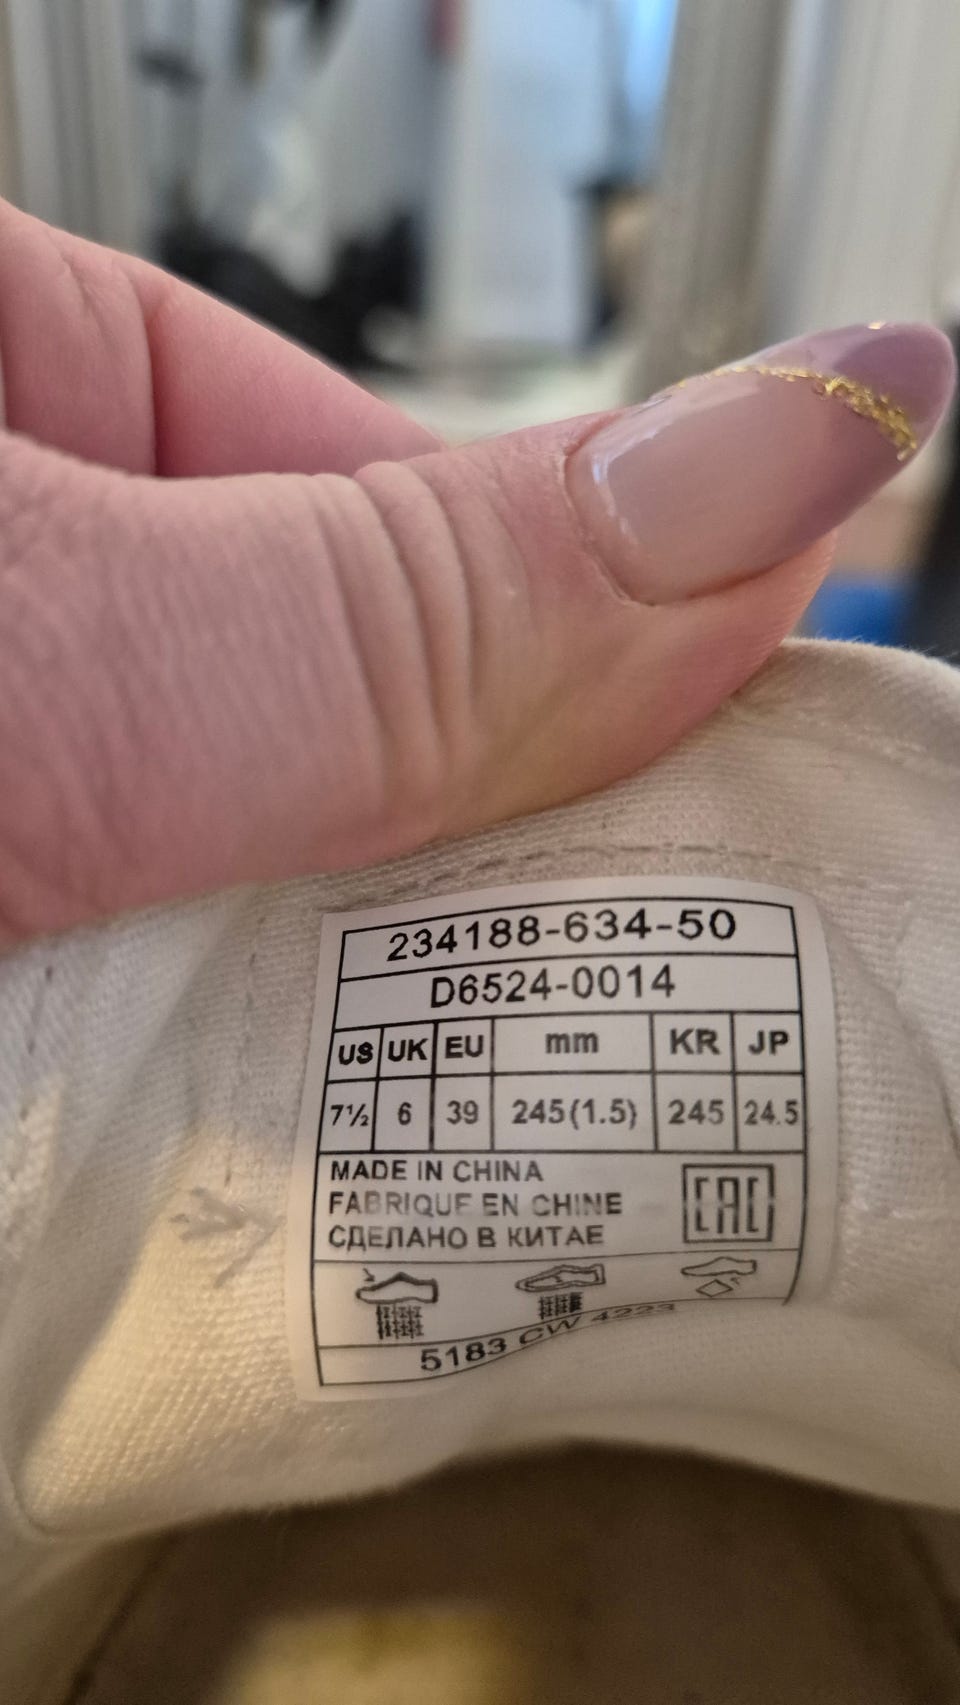 234188-634-50
D6524-0014
US UK EU mm KR JP
7½ 6 39 245(1.5) 245 24.5
MADE IN CHINA
FABRIQUE EN CHINE
СДЕЛАНО В КИТАЕ
EAC
5183 CW 4223